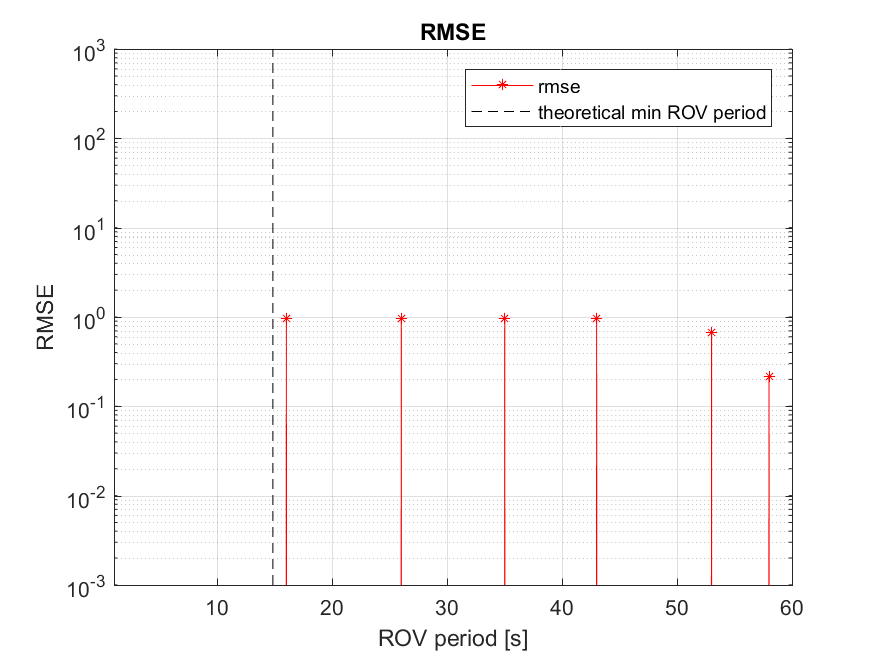 RMSE
10^3
10^2
10^1
10^0
10^-1
10^-2
10^-3
RMSE
rmse
theoretical min ROV period
10 20 30 40 50 60
ROV period [s]